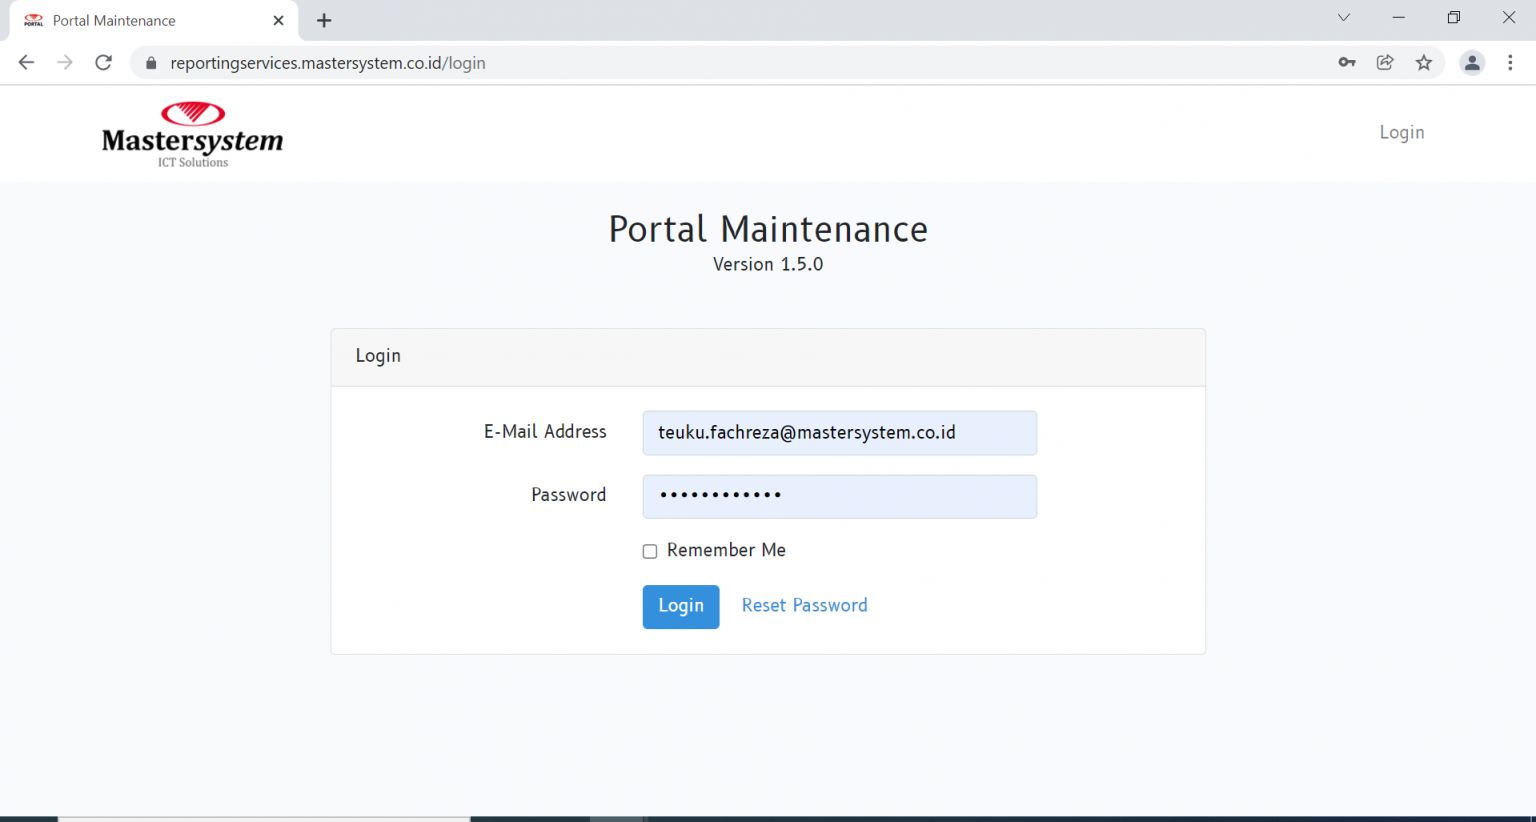 PORTAL
Portal Maintenance
reportingservices.mastersystem.co.id/login
Mastersystem
ICT Solutions
Login
Portal Maintenance
Version 1.5.0
Login
E-Mail Address
teuku.fachreza@mastersystem.co.id
Password
••••••••••••
Remember Me
Login
Reset Password